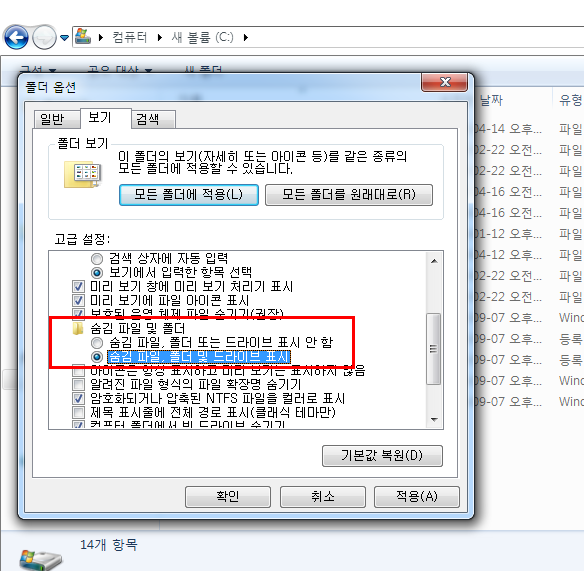 컴퓨터 ▸ 새 볼륨 (C:) ▸
새 폴더
폴더 옵션
일반 보기 검색
폴더 보기
이 폴더의 보기(자세히 또는 아이콘 등)를 같은 종류의
모든 폴더에 적용할 수 있습니다.
모든 폴더에 적용(L) 모든 폴더를 원래대로(R)
고급 설정:
검색 상자에 자동 입력
보기에서 입력한 항목 선택
미리 보기 창에 미리 보기 처리기 표시
미리 보기에 파일 아이콘 표시
보호된 운영 체제 파일 숨기기(권장)
숨김 파일 및 폴더
숨김 파일, 폴더 또는 드라이브 표시 안 함
숨김 파일, 폴더 및 드라이브 표시
아이콘은 항상 표시하고 미리 보기는 표시하지 않음
알려진 파일 형식의 파일 확장명 숨기기
암호화되거나 압축된 NTFS 파일을 컬러로 표시
제목 표시줄에 전체 경로 표시(클래식 테마만)
컴퓨터 폴더에서 빈 드라이브 숨기기
기본값 복원(D)
확인 취소 적용(A)
날짜 유형
04-14 오후... 파일
02-22 오전... 파일
02-22 오전... 파일
04-16 오후... 파일
04-16 오전... 파일
01-12 오후... 파일
04-12 오후... 파일
02-22 오전... 파일
02-22 오후... 파일
09-07 오후... Wind
09-07 오후... 등록
09-07 오후... 등록
09-07 오후... Wind
09-07 오후... Wind
14개 항목